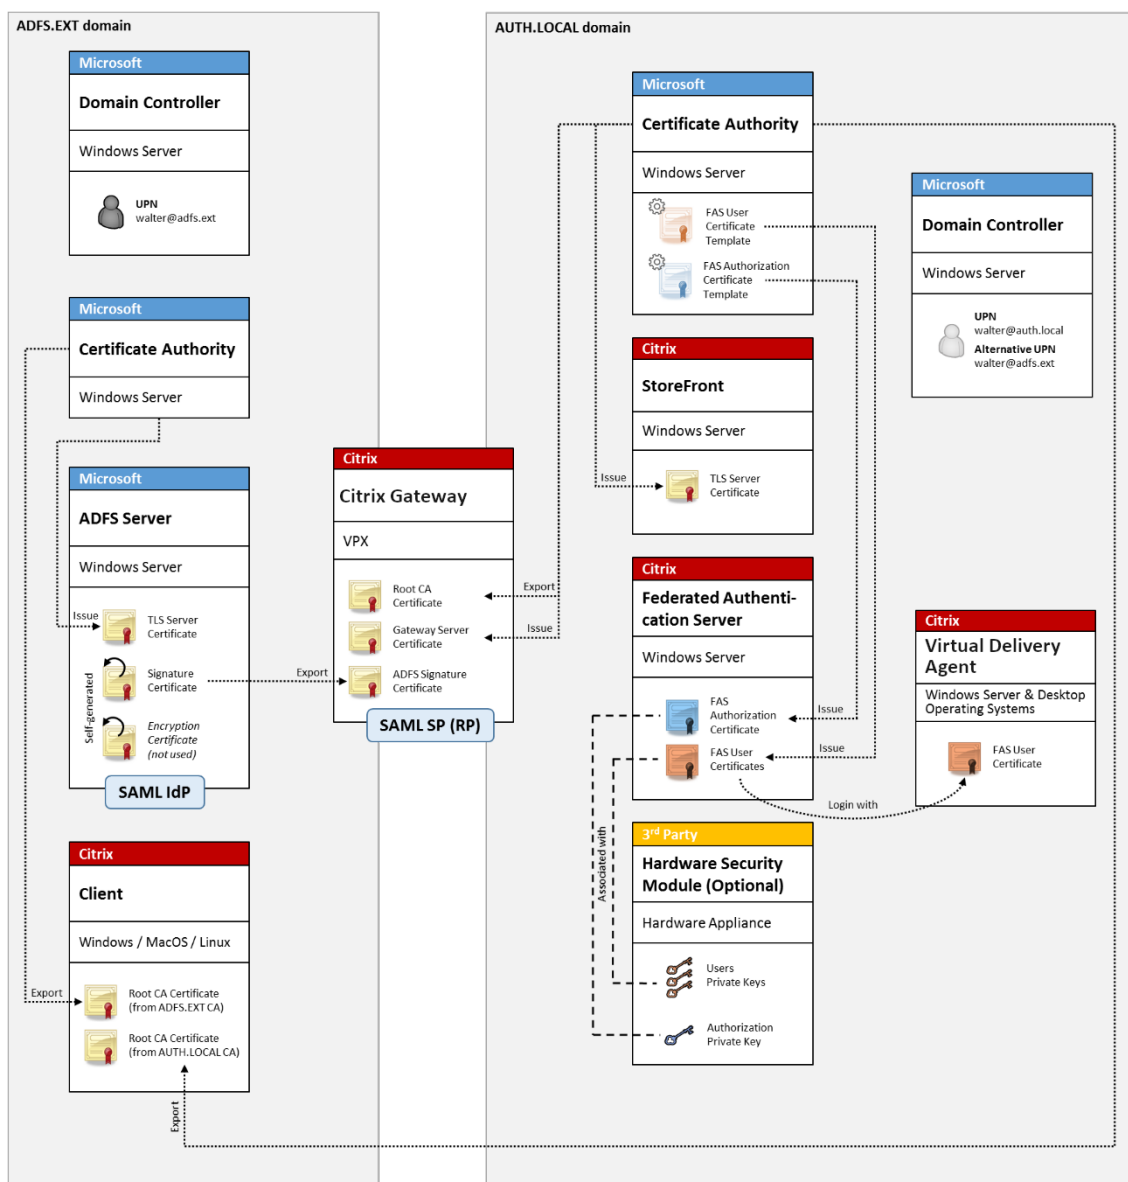 ADFS.EXT domain
Microsoft
Domain Controller
Windows Server
UPN
walter@adfs.ext
Microsoft
Certificate Authority
Windows Server
Microsoft
ADFS Server
Windows Server
Issue
TLS Server
Certificate
Self-generated
Signature
Certificate
Encryption
Certificate
(not used)
SAML IdP
Citrix
Client
Windows / MacOS / Linux
Export
Root CA Certificate
(from ADFS.EXT CA)
Root CA Certificate
(from AUTH.LOCAL CA)
Export
Citrix
Citrix Gateway
VPX
Root CA
Certificate
Export
Gateway Server
Certificate
Issue
Export
ADFS Signature
Certificate
SAML SP (RP)
AUTH.LOCAL domain
Microsoft
Certificate Authority
Windows Server
FAS User
Certificate
Template
FAS Authorization
Certificate
Template
Citrix
StoreFront
Windows Server
Issue
TLS Server
Certificate
Citrix
Federated Authenti-
cation Server
Windows Server
FAS
Authorization
Certificate
Issue
FAS User
Certificates
Issue
Login with
Associated with
3rd Party
Hardware Security
Module (Optional)
Hardware Appliance
Users
Private Keys
Authorization
Private Key
Microsoft
Domain Controller
Windows Server
UPN
walter@auth.local
Alternative UPN
walter@adfs.ext
Citrix
Virtual Delivery
Agent
Windows Server & Desktop
Operating Systems
FAS User
Certificate